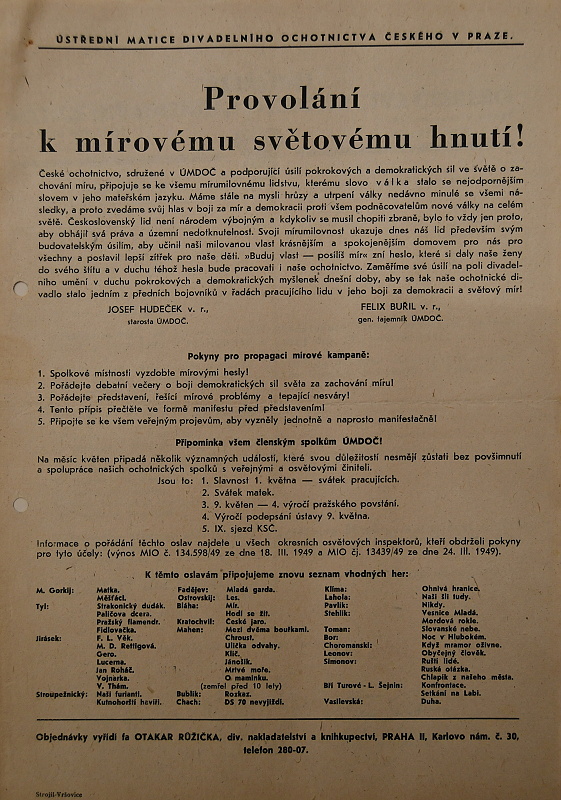 ÚSTŘEDNÍ MATICE DIVADELNÍHO OCHOTNICTVA ČESKÉHO V PRAZE.
Provolání
k mírovému světovému hnutí!
České ochotnictvo, sdružené v ÚMDOČ a podporující úsilí pokrokových a demokratických sil ve světě o za-
chování míru, připojuje se ke všemu mírumilovnému lidstvu, kterému slovo válka stalo se nejodpornějším
slovem v jeho mateřském jazyku. Máme stále na mysli hrůzy a utrpení války nedávno minulé se všemi ná-
sledky, a proto zvedáme svůj hlas v boji za mír a demokracii proti všem podněcovatelům nové války na celém
světě. Československý lid není národem výbojným a kdykoliv se musil chopiti zbraně, bylo to vždy jen proto,
aby obhájil svá práva a územní nedotknutelnost. Svoji mírumilovnost ukazuje dnes náš lid především svým
budovatelským úsilím, aby učinil naši milovanou vlast krásnějším a spokojenějším domovem pro nás pro
všechny a postavil lepší zítřek pro naše děti. »Buduj vlast — posílíš mír« zní heslo, které si daly naše ženy
do svého štítu a v duchu téhož hesla bude pracovati i naše ochotnictvo. Zaměříme své úsilí na poli divadel-
ního umění v duchu pokrokových a demokratických myšlenek dnešní doby, aby se tak naše ochotnické di-
vadlo stalo jedním z předních bojovníků v řadách pracujícího lidu v jeho boji za demokracii a světový mír!
JOSEF HUDEČEK v. r., FELIX BUŘIL v. r.,
starosta ÚMDOČ. gen. tajemník ÚMDOČ.
Pokyny pro propagaci mírové kampaně:
1. Spolkové místnosti vyzdobte mírovými hesly!
2. Pořádejte debatní večery o boji demokratických sil světa za zachování míru!
3. Pořádejte představení, řešící mírové problémy a tepající nesváry!
4. Tento přípis přečtěte ve formě manifestu před představením!
5. Připojte se ke všem veřejným projevům, aby vyzněly jednotně a naprosto manifestačně!
Připomínka všem členským spolkům ÚMDOČ!
Na měsíc květen připadá několik významných událostí, které svou důležitostí nesmějí zůstati bez povšimnutí
a spolupráce našich ochotnických spolků s veřejnými a osvětovými činiteli.
Jsou to: 1. Slavnost 1. května — svátek pracujících.
2. Svátek matek.
3. 9. květen — 4. výročí pražského povstání.
4. Výročí podepsání ústavy 9. května.
5. IX. sjezd KSČ.
Informace o pořádání těchto oslav najdete u všech okresních osvětových inspektorů, kteří obdrželi pokyny
pro tyto účely: (výnos MIO č. 134.598/49 ze dne 18. III. 1949 a MIO čj. 13439/49 ze dne 24. III. 1949).
K těmto oslavám připojujeme znovu seznam vhodných her:
M. Gorkij: Matka. Fadějev: Mladá garda. Klíma: Ohnivá hranice.
Měšťáci. Ostrovskij: Les. Lahola: Naši šli tudy.
Tyl: Strakonický dudák. Bláha: Mír. Pavlík: Nikdy.
Paličova dcera. Hodí se žít. Stehlík: Vesnice Mladá.
Pražský flamendr. Kratochvíl: České jaro. Mordová rokle.
Fidlovačka. Mahen: Mezi dvěma bouřkami. Toman: Slovanské nebe.
Jirásek: F. L. Věk. Chroust. Bor: Noc v Hlubokém.
M. D. Rettigová. Ulička odvahy. Choromanski: Když mramor oživne.
Gero. Klíč. Leonov: Obyčejný člověk.
Lucerna. Jánošík. Simonov: Ruští lidé.
Jan Roháč. Mrtvé moře. Ruská otázka.
Vojnarka. O maminku. Chlapík z našeho města.
V. Thám. (zemřel před 10 lety) Bří Turové - L. Šejnin: Konfrontace.
Stroupežnický: Naši furianti. Bublík: Rozkaz. Setkání na Labi.
Kutnohorští havíři. Chach: DS 70 nevyjíždí. Vasilevská: Duha.
Objednávky vyřídí fa OTAKAR RŮŽIČKA, div. nakladatelství a knihkupectví, PRAHA II, Karlovo nám. č. 30,
telefon 280-07.
Strojil-Vršovice